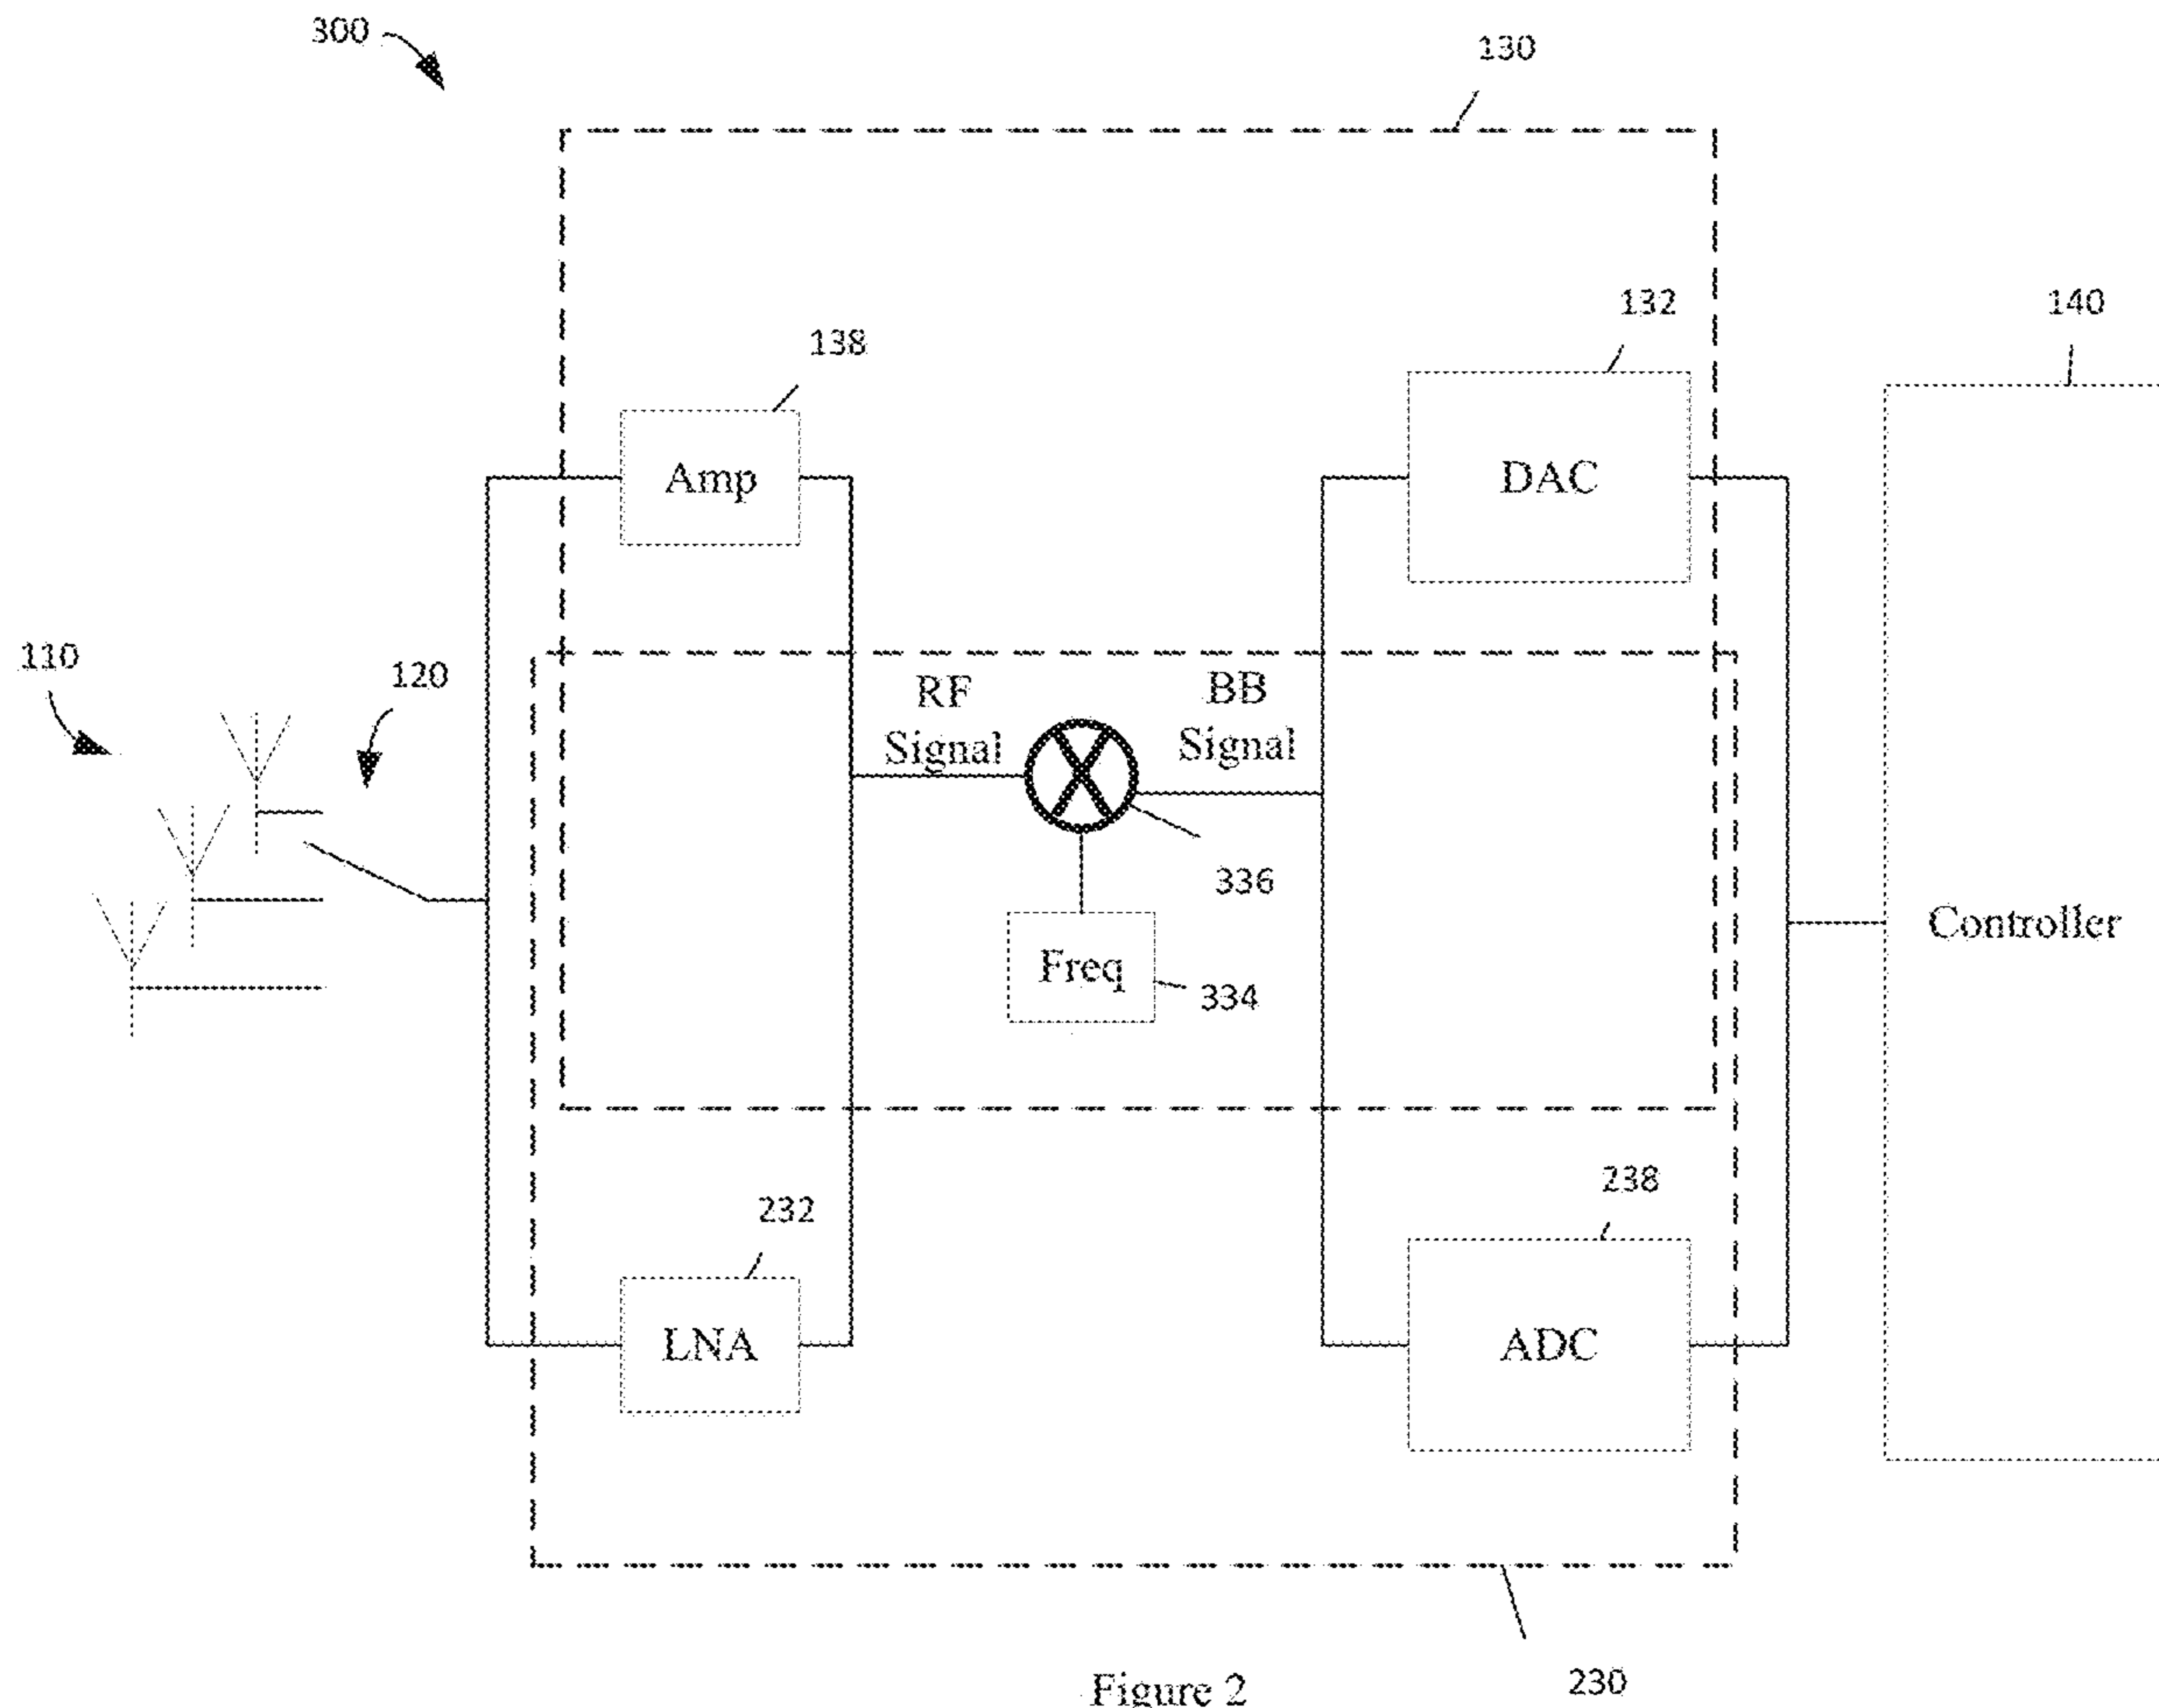 300
130
132
140
138
Amp
DAC
110
120
RF
Signal
BB
Signal
336
Controller
Freq
334
238
232
LNA
ADC
230
Figure 2